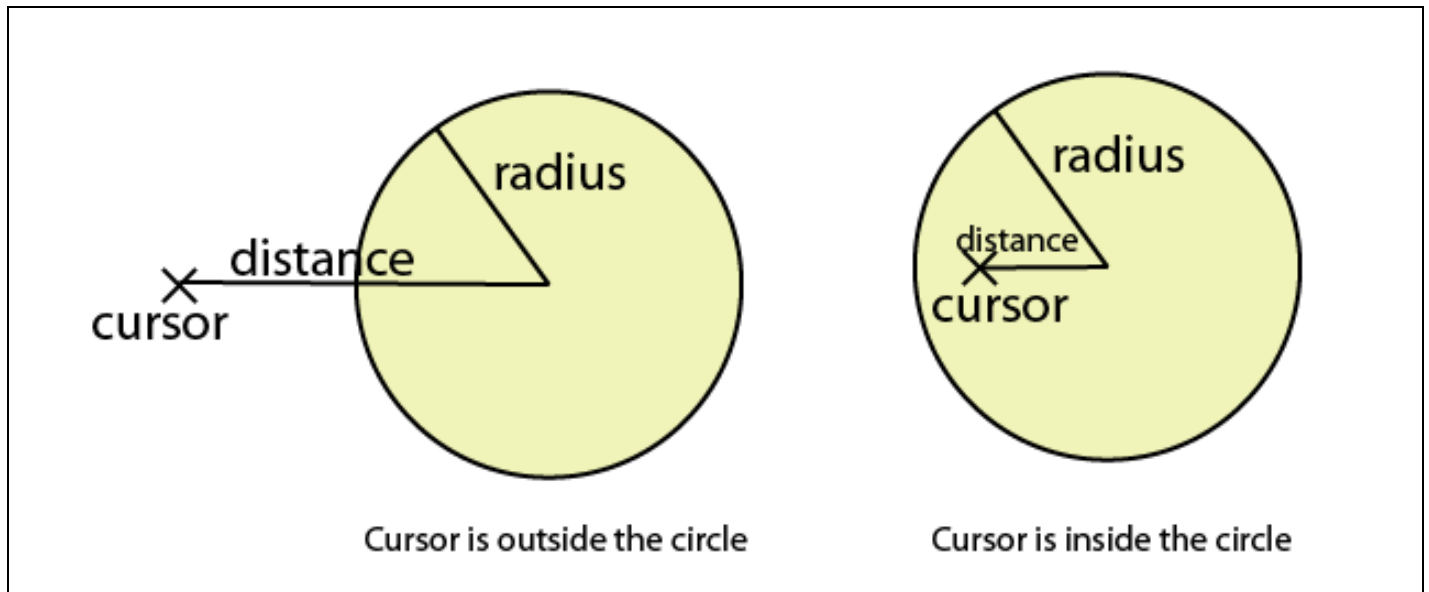 radius
distance
cursor
Cursor is outside the circle
radius
distance
cursor
Cursor is inside the circle